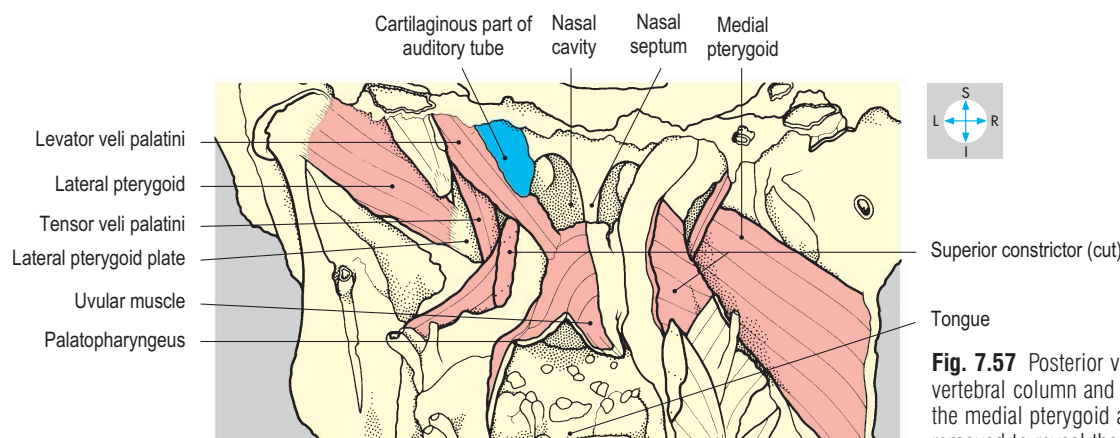 Cartilaginous part of
auditory tube
Nasal
cavity
Nasal
septum
Medial
pterygoid
S
L R
I
Levator veli palatini
Lateral pterygoid
Tensor veli palatini
Lateral pterygoid plate
Uvular muscle
Palatopharyngeus
Superior constrictor (cut)
Tongue
Fig. 7.57 Posterior v
vertebral column and
the medial pterygoid a